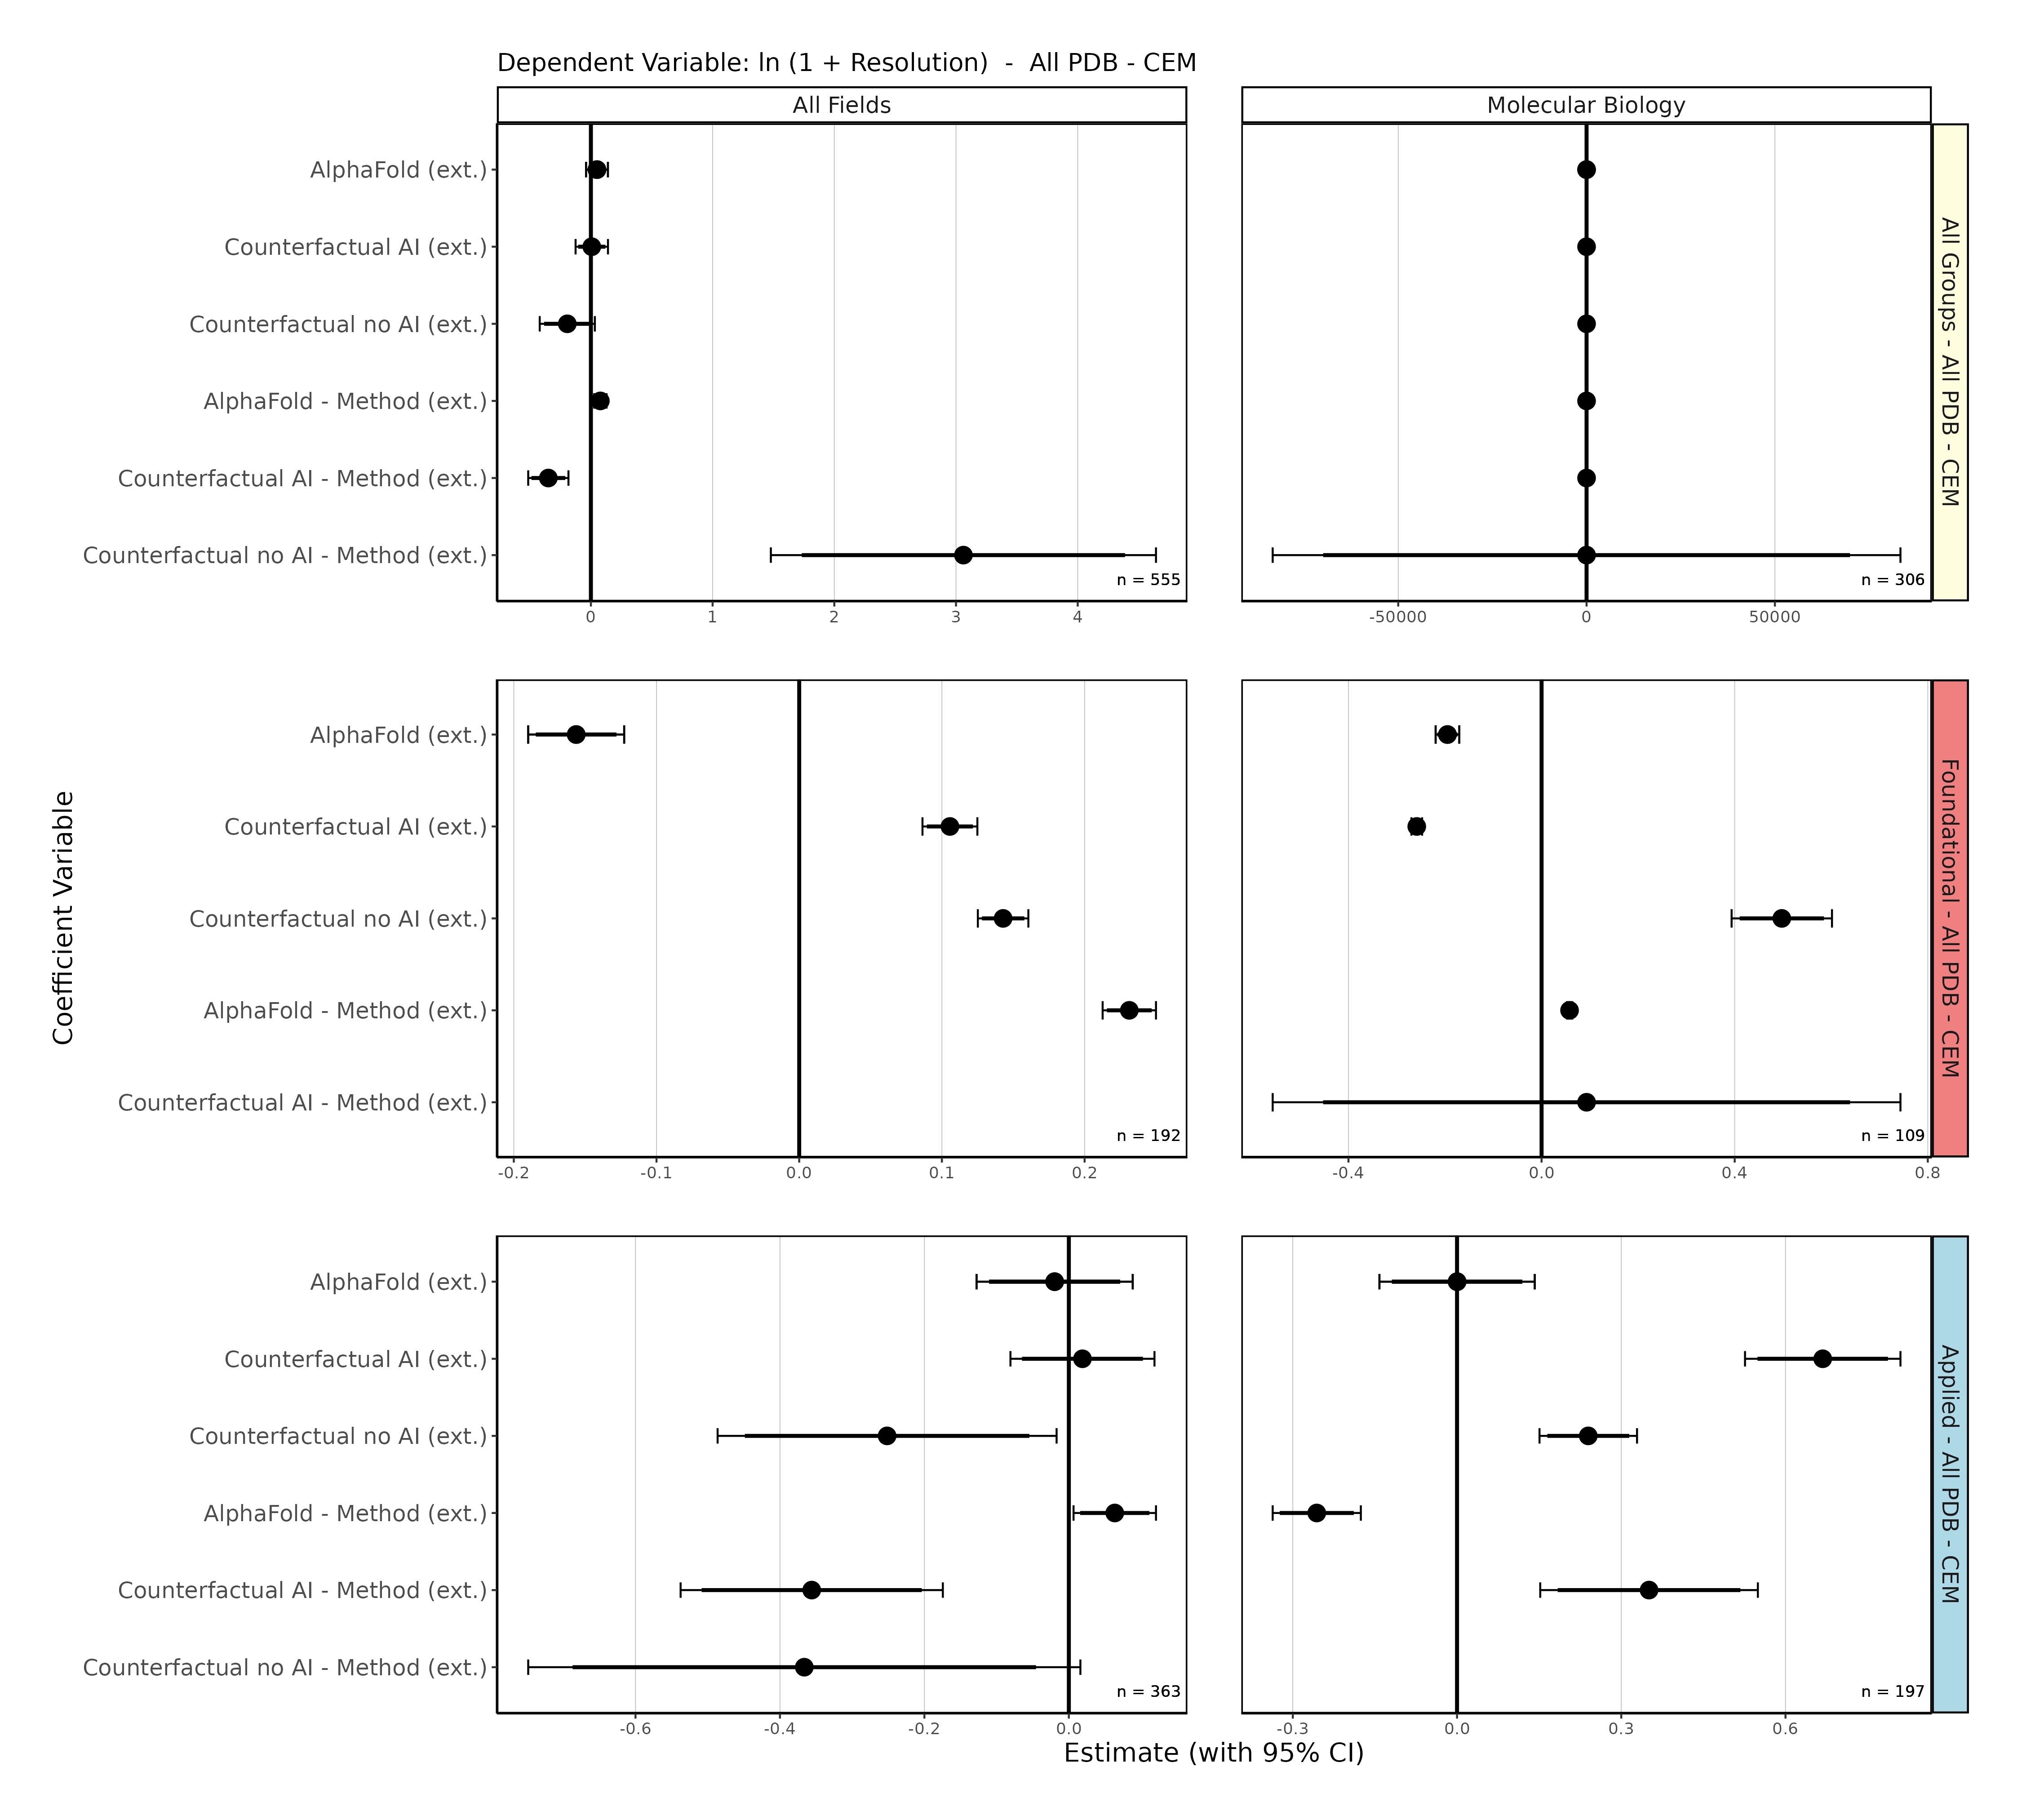 Dependent Variable: ln (1 + Resolution)  -  All PDB - CEM
All Fields
Molecular Biology
AlphaFold (ext.)
Counterfactual AI (ext.)
Counterfactual no AI (ext.)
AlphaFold - Method (ext.)
Counterfactual AI - Method (ext.)
Counterfactual no AI - Method (ext.)
n = 555
n = 306
All Groups - All PDB - CEM
0 1 2 3 4
-50000 0 50000
AlphaFold (ext.)
Counterfactual AI (ext.)
Counterfactual no AI (ext.)
AlphaFold - Method (ext.)
Counterfactual AI - Method (ext.)
n = 192
n = 109
Foundational - All PDB - CEM
-0.2 -0.1 0.0 0.1 0.2
-0.4 0.0 0.4 0.8
Coefficient Variable
AlphaFold (ext.)
Counterfactual AI (ext.)
Counterfactual no AI (ext.)
AlphaFold - Method (ext.)
Counterfactual AI - Method (ext.)
Counterfactual no AI - Method (ext.)
n = 363
n = 197
Applied - All PDB - CEM
-0.6 -0.4 -0.2 0.0
-0.3 0.0 0.3 0.6
Estimate (with 95% CI)